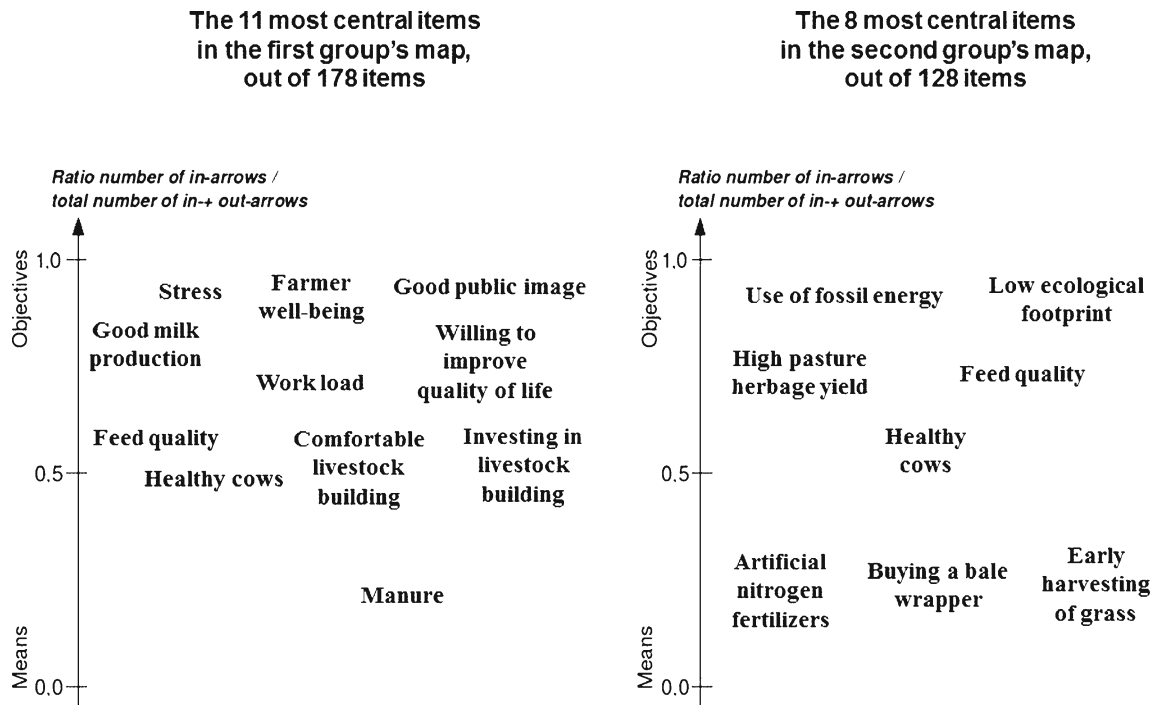 The 11 most central items
in the first group's map,
out of 178 items
Ratio number of in-arrows /
total number of in-+ out-arrows
Objectives
1.0
Stress
Farmer
well-being
Good public image
Good milk
production
Willing to
improve
quality of life
Work load
Feed quality
Comfortable
livestock
building
Investing in
livestock
building
0.5
Healthy cows
Manure
Means
0.0
The 8 most central items
in the second group's map,
out of 128 items
Ratio number of in-arrows /
total number of in-+ out-arrows
Objectives
1.0
Use of fossil energy
Low ecological
footprint
High pasture
herbage yield
Feed quality
Healthy
cows
0.5
Artificial
nitrogen
fertilizers
Buying a bale
wrapper
Early
harvesting
of grass
Means
0.0